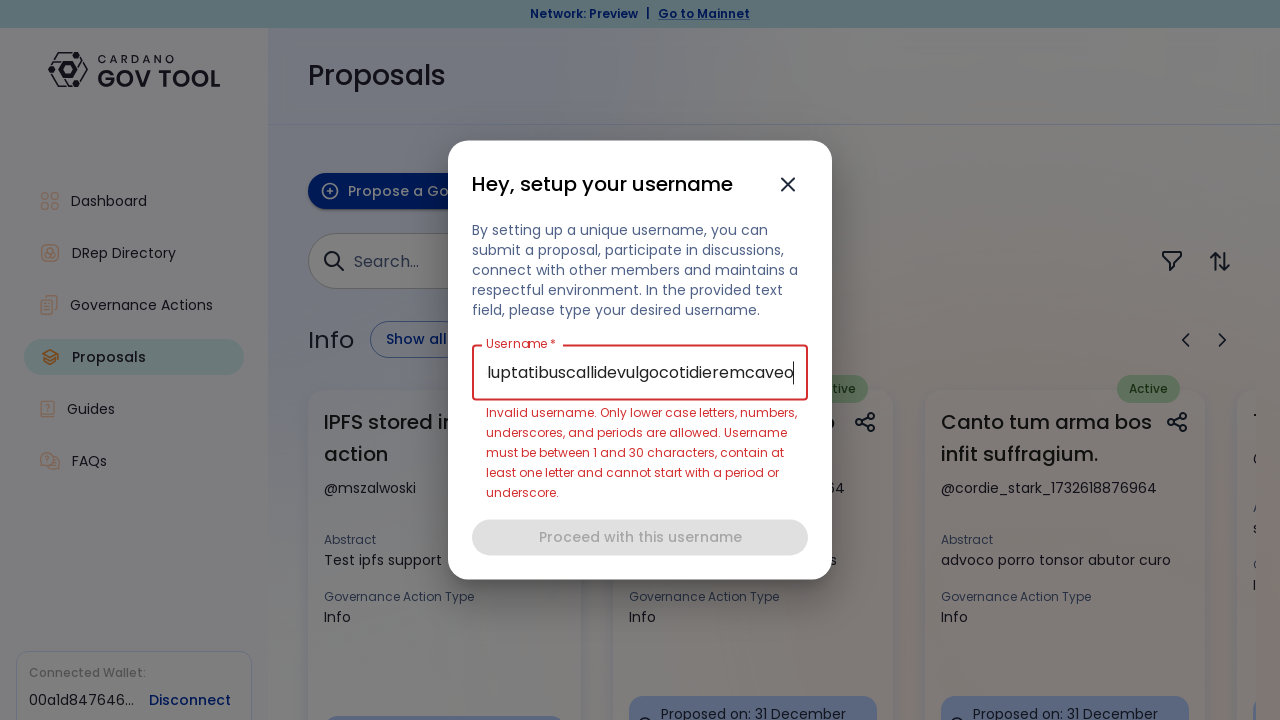 Network: Preview | Go to Mainnet
CARDANO
GOV TOOL
Proposals
Dashboard
DRep Directory
Governance Actions
Proposals
Guides
FAQs
Connected Wallet:
00a1d847646...
Disconnect
Propose a Go
Search...
Info
Show all
Hey, setup your username
By setting up a unique username, you can
submit a proposal, participate in discussions,
connect with other members and maintains a
respectful environment. In the provided text
field, please type your desired username.
Username *
luptatibuscallidevulgocotidieremcaveo
Invalid username. Only lower case letters, numbers,
underscores, and periods are allowed. Username
must be between 1 and 30 characters, contain at
least one letter and cannot start with a period or
underscore.
Proceed with this username
IPFS stored in
action
@mszalwoski
Abstract
Test ipfs support
Governance Action Type
Info
Governance Action Type
Info
Proposed on: 31 December
Active
Canto tum arma bos
infit suffragium.
@cordie_stark_1732618876964
Abstract
advoco porro tonsor abutor curo
Governance Action Type
Info
Proposed on: 31 December